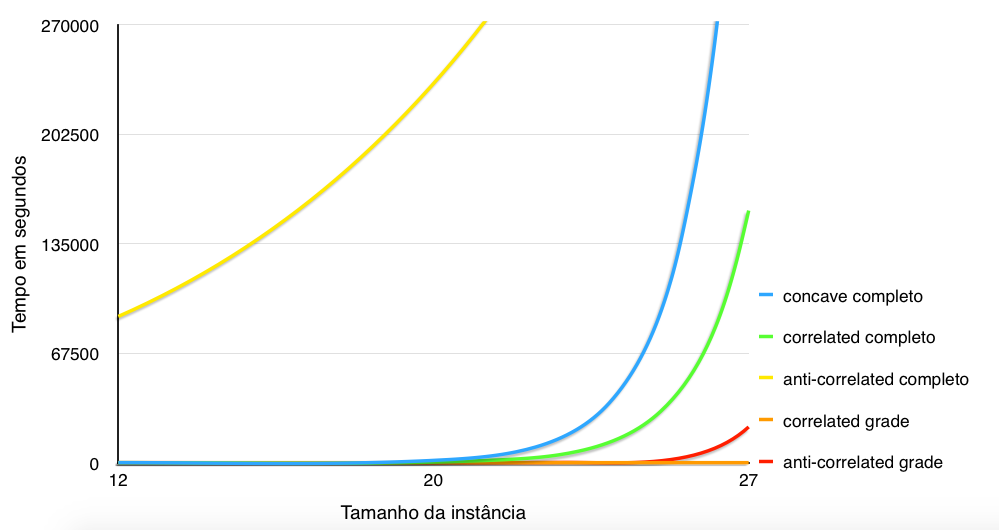 270000
202500
135000
67500
0
Tempo em segundos
12
20
27
Tamanho da instância
concave completo
correlated completo
anti-correlated completo
correlated grade
anti-correlated grade